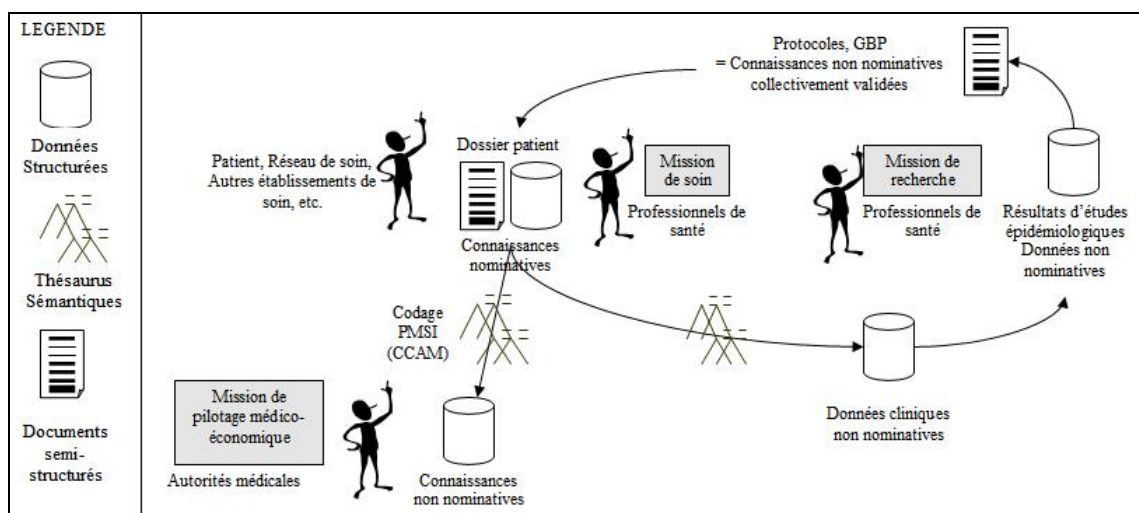 LEGENDE
Données
Structurées
Thésaurus
Sémantiques
Documents
semi-
structurés
Protocoles, GBP
= Connaissances non nominatives
collectivement validées
Patient, Réseau de soin,
Autres établissements de
soin, etc.
Dossier patient
Connaissances
nominatives
Mission
de soin
Professionnels de
santé
Mission de
recherche
Professionnels de
santé
Résultats d’études
épidémiologiques
Données non
nominatives
Codage
PMSI
(CCAM)
Mission de
pilotage médico-
économique
Autorités médicales
Connaissances
non nominatives
Données cliniques
non nominatives